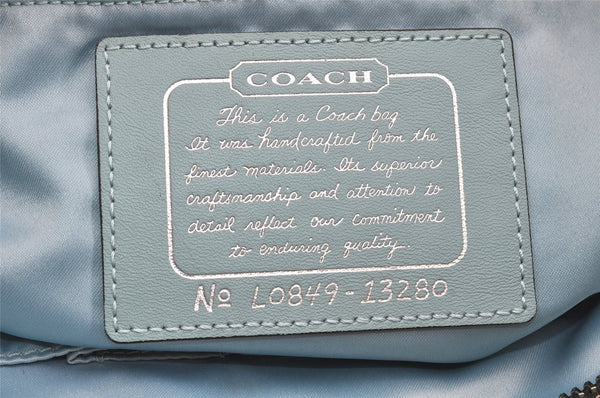 COACH
This is a Coach bag
It was handcrafted from the
finest materials. Its superior
craftsmanship and attention to
detail reflect our commitment
to enduring quality.
No L0849-13280